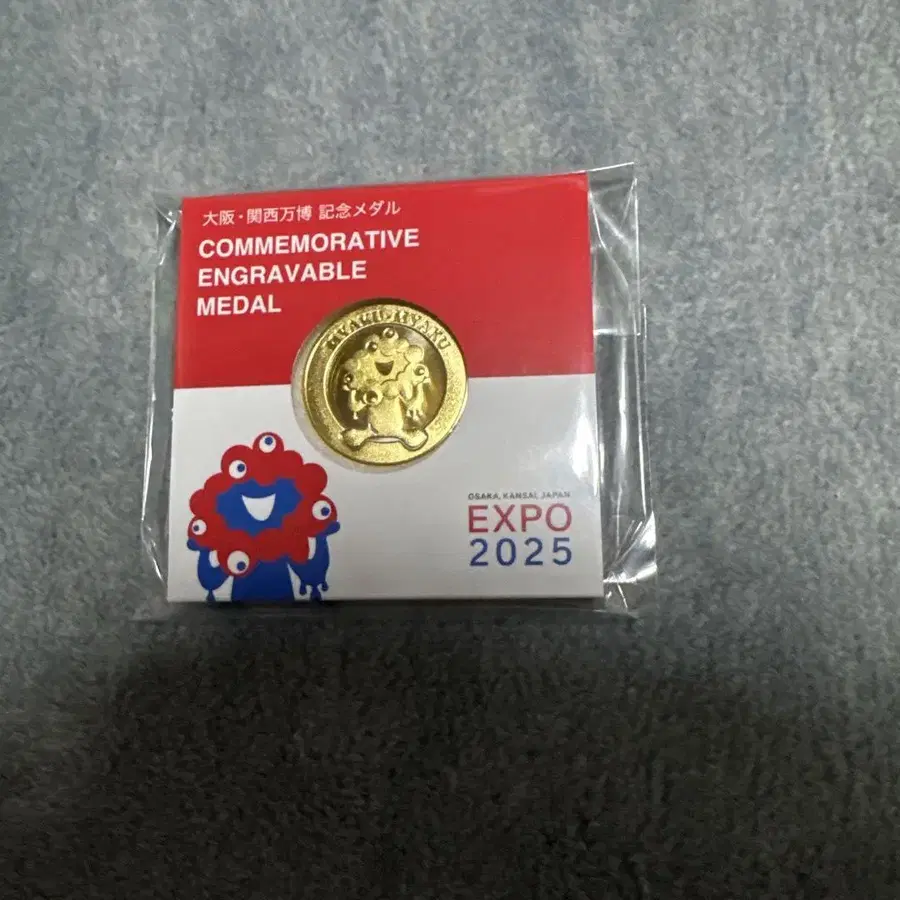 大阪・関西万博 記念メダル
COMMEMORATIVE
ENGRAVABLE
MEDAL
MYAKU-MYAKU
OSAKA, KANSAI, JAPAN
EXPO
2025